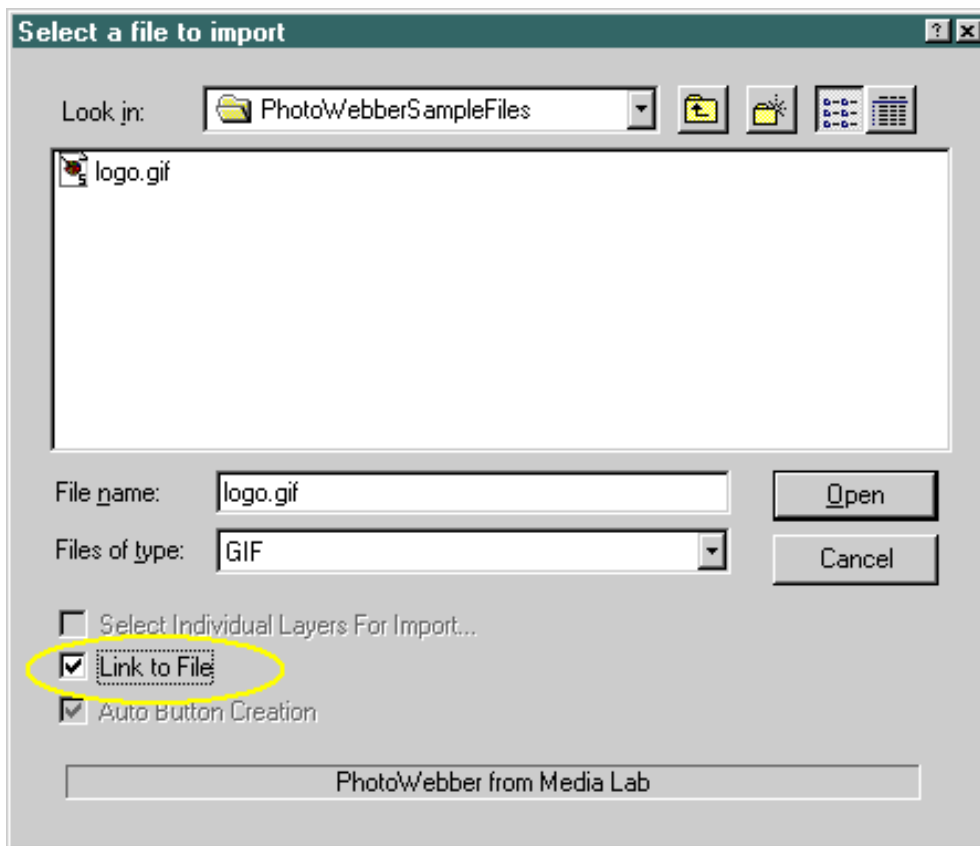 Select a file to import
Look in: PhotoWebberSampleFiles
logo.gif
File name: logo.gif Open
Files of type: GIF Cancel
Select Individual Layers For Import...
Link to File
Auto Button Creation
PhotoWebber from Media Lab